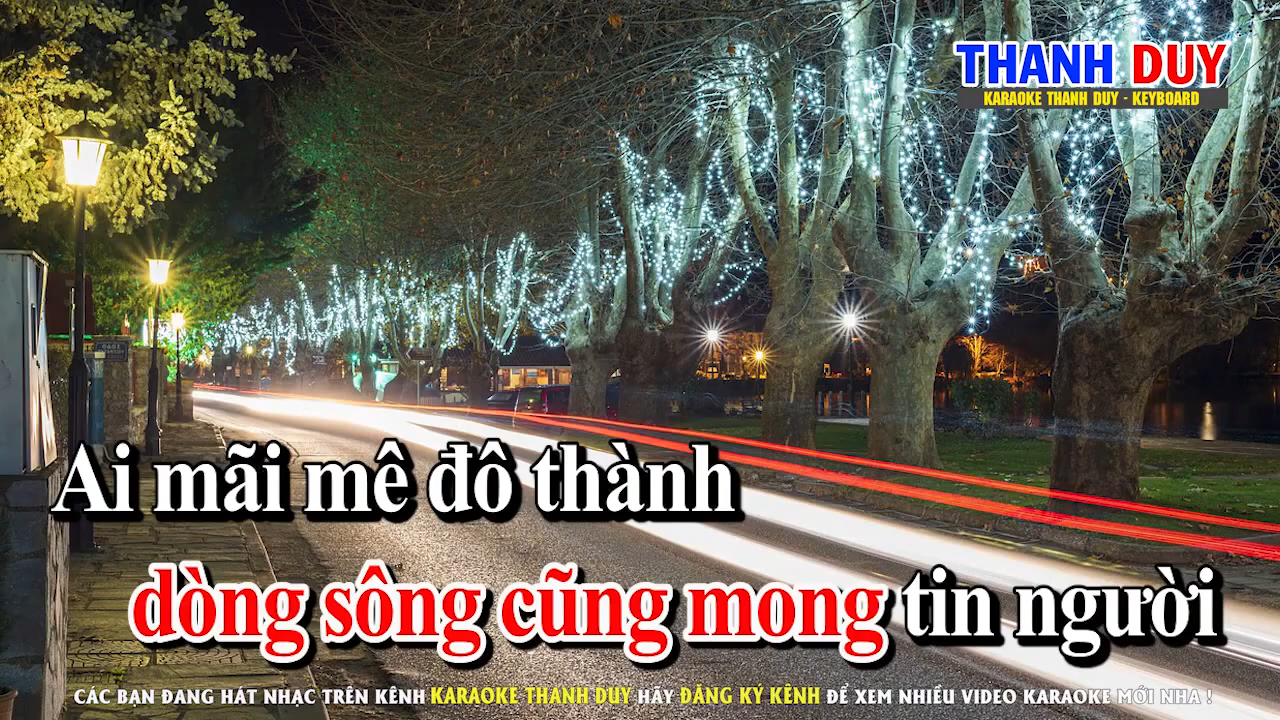 THANH DUY
KARAOKE THANH DUY - KEYBOARD
Ai mãi mê đô thành
dòng sông cũng mong tin người
CÁC BẠN ĐANG HÁT NHẠC TRÊN KÊNH KARAOKE THANH DUY HÃY ĐĂNG KÝ KÊNH ĐỂ XEM NHIỀU VIDEO KARAOKE MỚI NHA !